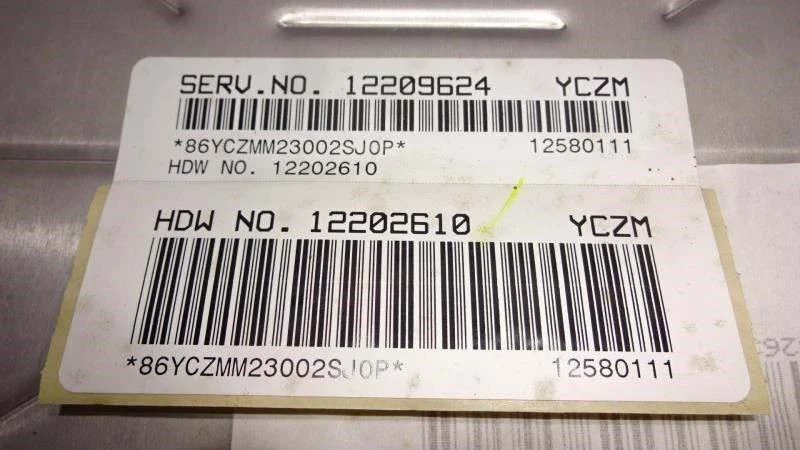 SERV.NO. 12209624 YCZM
*86YCZMM23002SJ0P* 12580111
HDW NO. 12202610
HDW NO. 12202610 YCZM
*86YCZMM23002SJ0P* 12580111